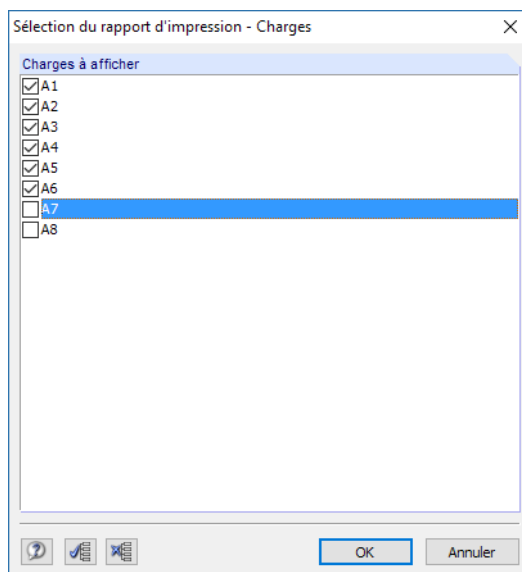 Sélection du rapport d'impression - Charges
Charges à afficher
A1
A2
A3
A4
A5
A6
A7
A8
OK
Annuler